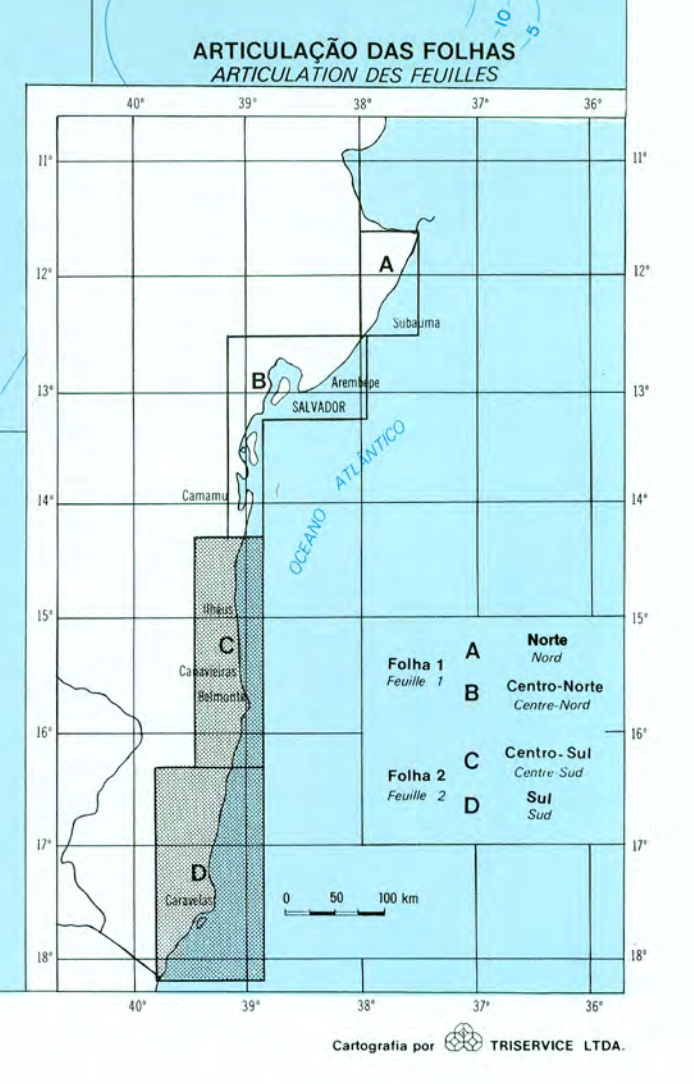 -10
-5
ARTICULAÇÃO DAS FOLHAS
ARTICULATION DES FEUILLES
40° 39° 38° 37° 36°
11° 11°
A
12° 12°
Subauma
B
Arembepe
13° 13°
SALVADOR
OCEANO ATLÂNTICO
Camamu
14° 14°
Ilhéus
15° 15°
C
Canavieiras
Belmonte
Folha 1
Feuille 1
A Norte
Nord
B Centro-Norte
Centre-Nord
16° 16°
Folha 2
Feuille 2
C Centro-Sul
Centre-Sud
D Sul
Sud
17° 17°
D
Caravelas
0 50 100 km
18° 18°
40° 39° 38° 37° 36°
Cartografia por TRISERVICE LTDA.